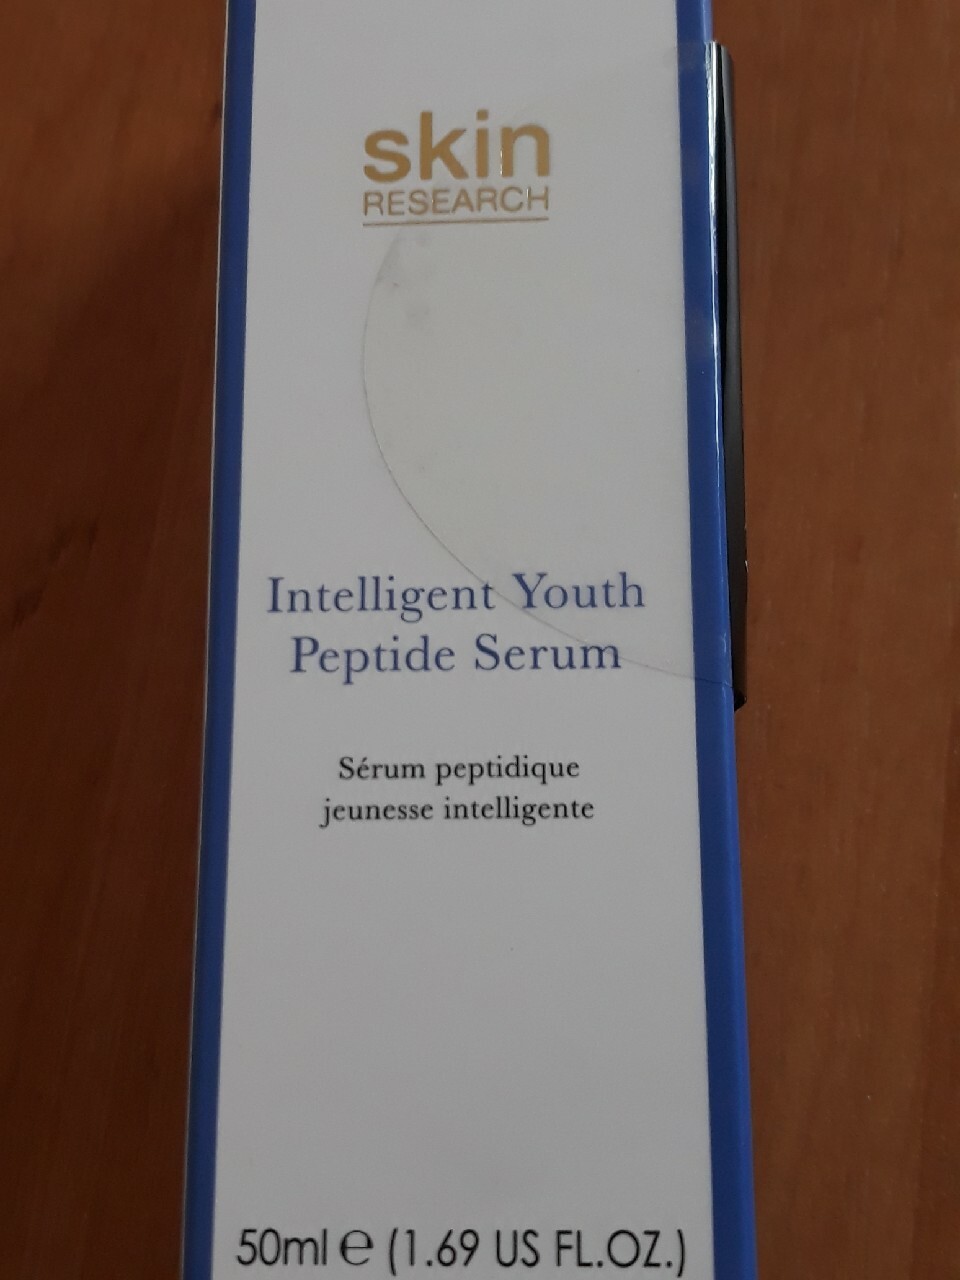 skin
RESEARCH
Intelligent Youth
Peptide Serum
Sérum peptidique
jeunesse intelligente
50ml ℮ (1.69 US FL.OZ.)